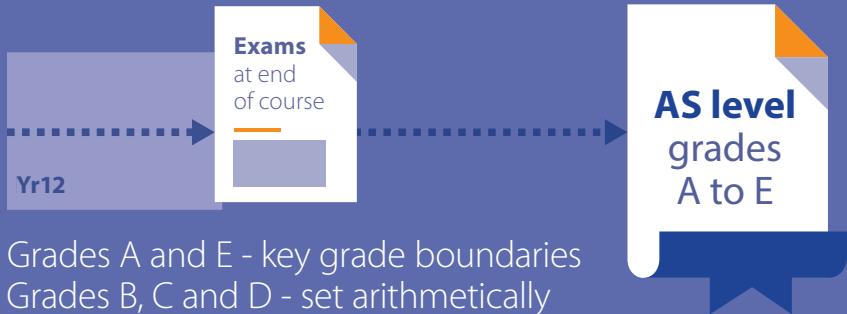 Exams
at end
of course
Yr12
AS level
grades
A to E
Grades A and E - key grade boundaries
Grades B, C and D - set arithmetically